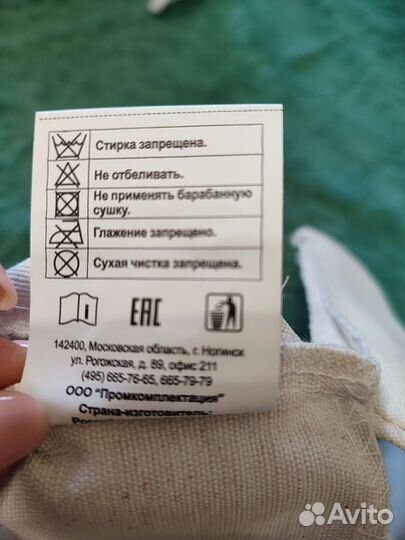 Стирка запрещена.
Не отбеливать.
Не применять барабанную
сушку.
Глажение запрещено.
Сухая чистка запрещена.
EAC
142400, Московская область, г. Ногинск
ул. Рогожская, д. 89, офис 211
(495) 665-76-65, 665-79-79
ООО "Промкомплектация"
Страна-изготовитель:
Avito